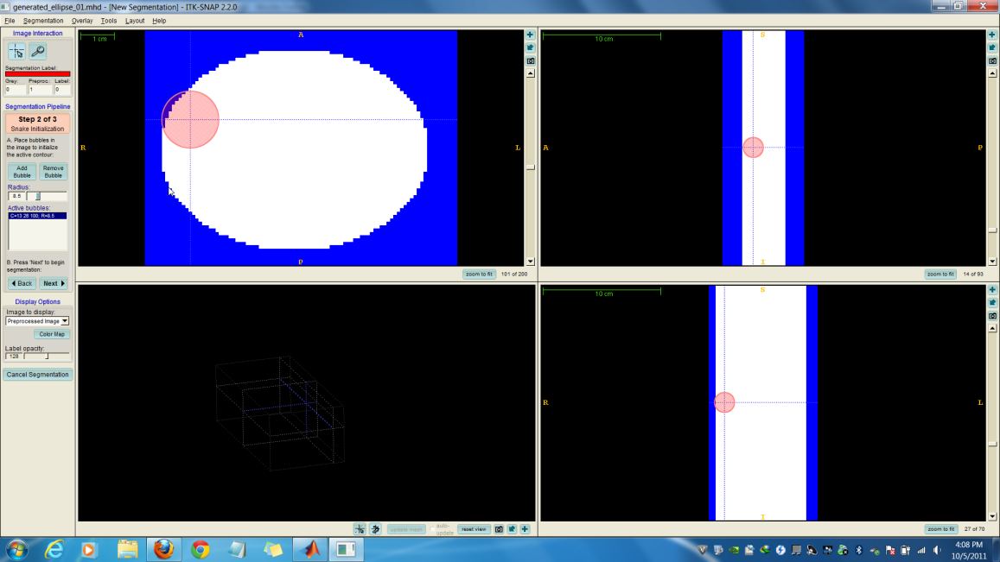 generated_ellipse_01.mhd - [New Segmentation] - ITK-SNAP 2.2.0
File Segmentation Overlay Tools Layout Help
Image Interaction
Segmentation Label:
Grey: Preproc.: Label:
0 1 0
Segmentation Pipeline
Step 2 of 3
Snake Initialization
A. Place bubbles in
the image to initialize
the active contour:
Add
Bubble
Remove
Bubble
Radius:
8.5
Active bubbles:
C=13 26 100, R=8.5
B. Press 'Next' to begin
segmentation:
Back Next
Display Options
Image to display:
Preprocessed Image
Color Map
Label opacity:
128
Cancel Segmentation
1 cm
A
R
L
P
zoom to fit 101 of 200
10 cm
S
A
P
I
zoom to fit 14 of 93
update mesh
auto-
update
reset view
10 cm
S
R
L
I
zoom to fit 27 of 70
4:08 PM
10/5/2011